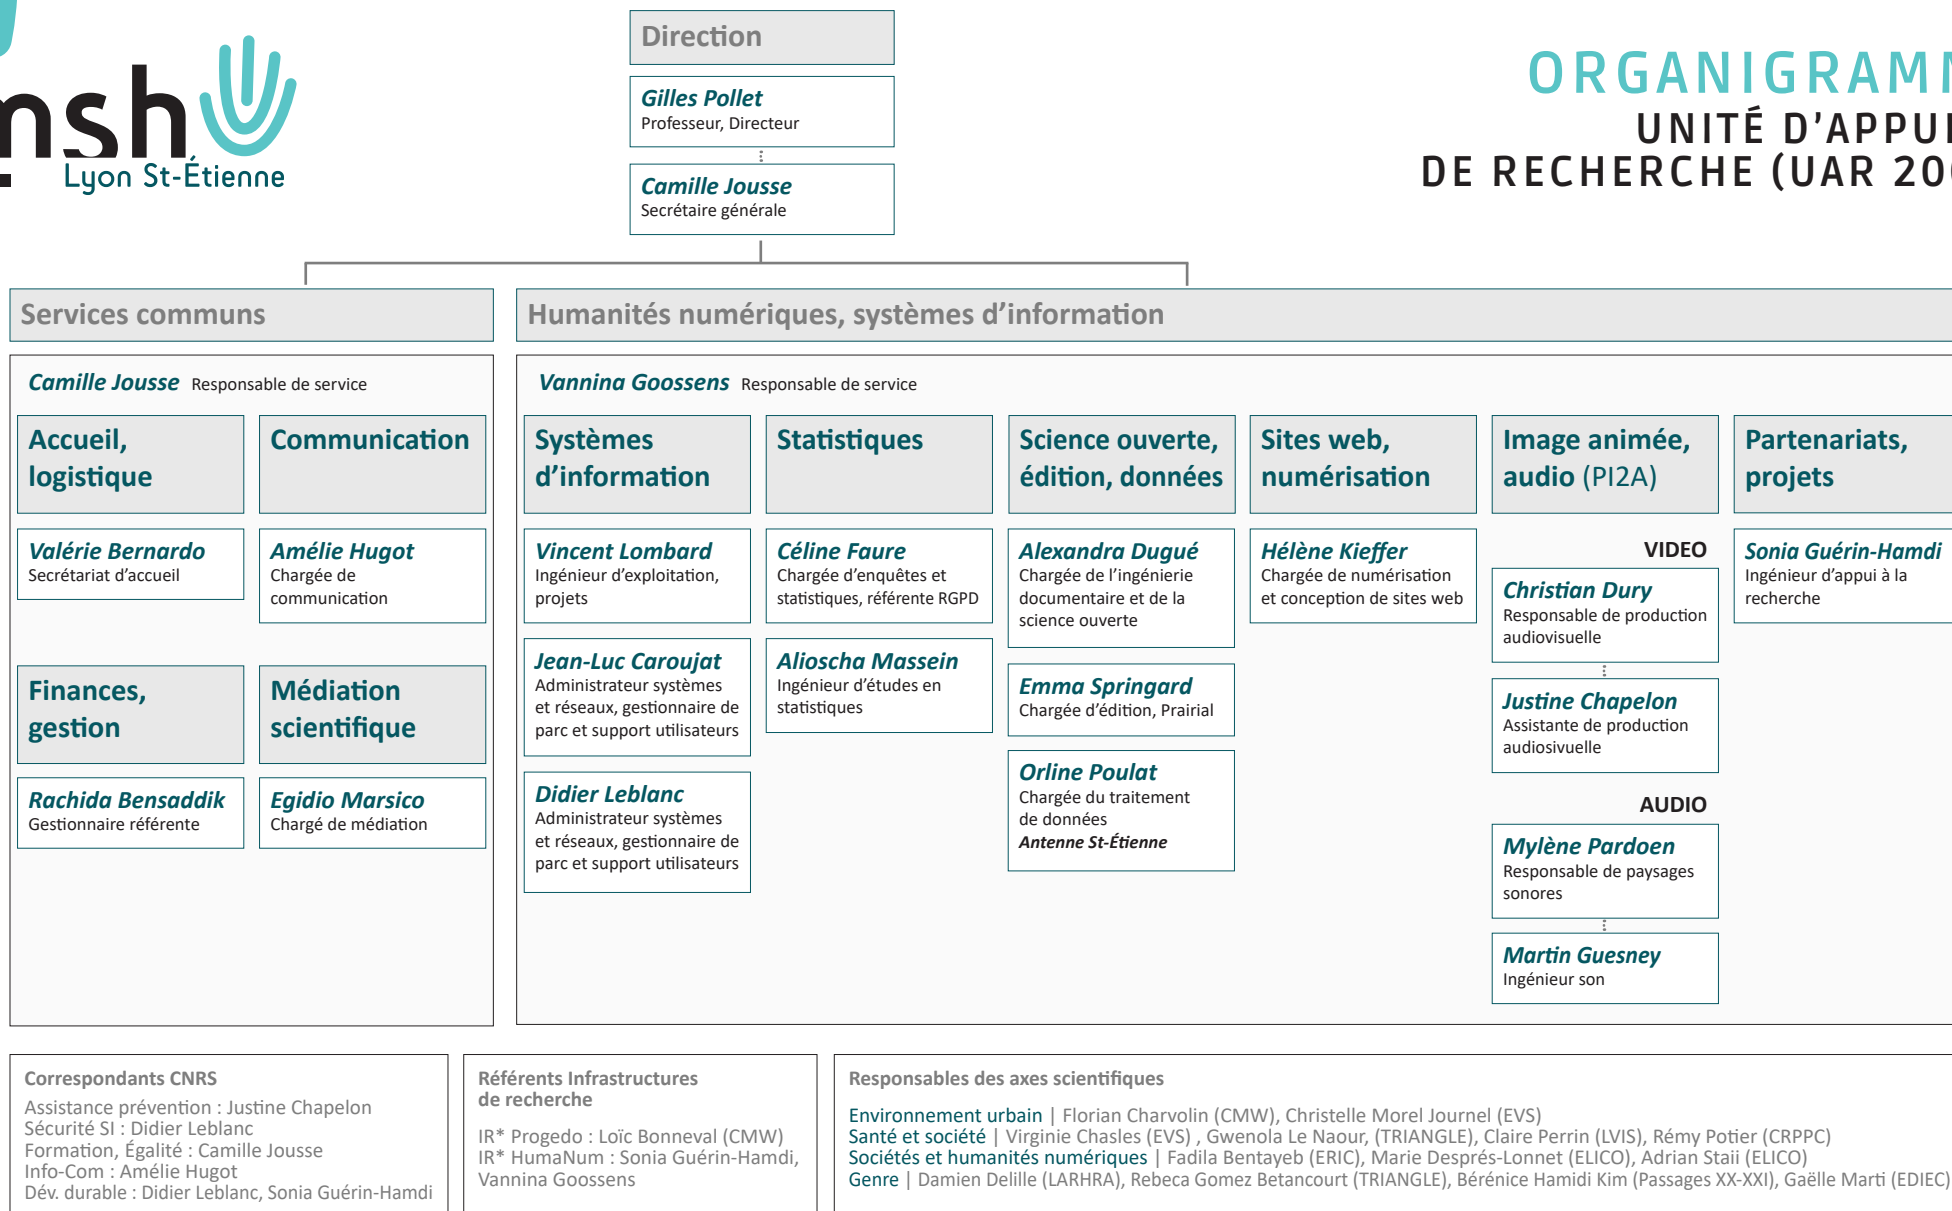 msh
Lyon St-Étienne
ORGANIGRAMM
UNITÉ D'APPUI
DE RECHERCHE (UAR 200
Direction
Gilles Pollet
Professeur, Directeur
Camille Jousse
Secrétaire générale
Services communs
Camille Jousse Responsable de service
Accueil,
logistique
Valérie Bernardo
Secrétariat d'accueil
Communication
Amélie Hugot
Chargée de
communication
Finances,
gestion
Rachida Bensaddik
Gestionnaire référente
Médiation
scientifique
Egidio Marsico
Chargé de médiation
Humanités numériques, systèmes d'information
Vannina Goossens Responsable de service
Systèmes
d'information
Vincent Lombard
Ingénieur d'exploitation,
projets
Jean-Luc Caroujat
Administrateur systèmes
et réseaux, gestionnaire de
parc et support utilisateurs
Didier Leblanc
Administrateur systèmes
et réseaux, gestionnaire de
parc et support utilisateurs
Statistiques
Céline Faure
Chargée d'enquêtes et
statistiques, référente RGPD
Alioscha Massein
Ingénieur d'études en
statistiques
Science ouverte,
édition, données
Alexandra Dugué
Chargée de l'ingénierie
documentaire et de la
science ouverte
Emma Springard
Chargée d'édition, Prairial
Orline Poulat
Chargée du traitement
de données
Antenne St-Étienne
Sites web,
numérisation
Hélène Kieffer
Chargée de numérisation
et conception de sites web
Image animée,
audio (PI2A)
VIDEO
Christian Dury
Responsable de production
audiovisuelle
Justine Chapelon
Assistante de production
audiosivuelle
AUDIO
Mylène Pardoen
Responsable de paysages
sonores
Martin Guesney
Ingénieur son
Partenariats,
projets
Sonia Guérin-Hamdi
Ingénieur d'appui à la
recherche
Correspondants CNRS
Assistance prévention : Justine Chapelon
Sécurité SI : Didier Leblanc
Formation, Égalité : Camille Jousse
Info-Com : Amélie Hugot
Dév. durable : Didier Leblanc, Sonia Guérin-Hamdi
Référents Infrastructures
de recherche
IR* Progedo : Loïc Bonneval (CMW)
IR* HumaNum : Sonia Guérin-Hamdi,
Vannina Goossens
Responsables des axes scientifiques
Environnement urbain | Florian Charvolin (CMW), Christelle Morel Journel (EVS)
Santé et société | Virginie Chasles (EVS) , Gwenola Le Naour, (TRIANGLE), Claire Perrin (LVIS), Rémy Potier (CRPPC)
Sociétés et humanités numériques | Fadila Bentayeb (ERIC), Marie Després-Lonnet (ELICO), Adrian Staii (ELICO)
Genre | Damien Delille (LARHRA), Rebeca Gomez Betancourt (TRIANGLE), Bérénice Hamidi Kim (Passages XX-XXI), Gaëlle Marti (EDIEC)